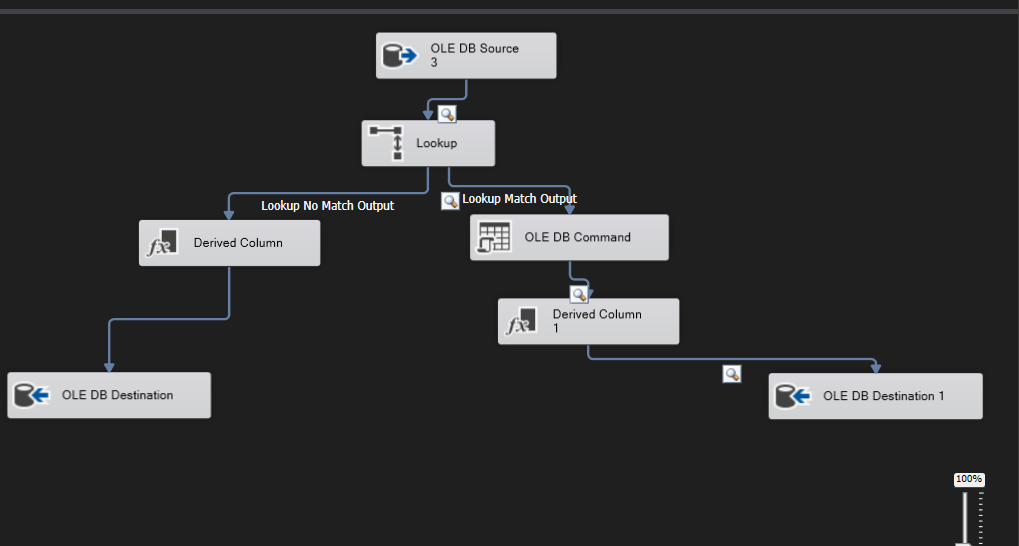 OLE DB Source
3
Lookup
Lookup No Match Output
Lookup Match Output
Derived Column
OLE DB Command
Derived Column
1
OLE DB Destination
OLE DB Destination 1
100%